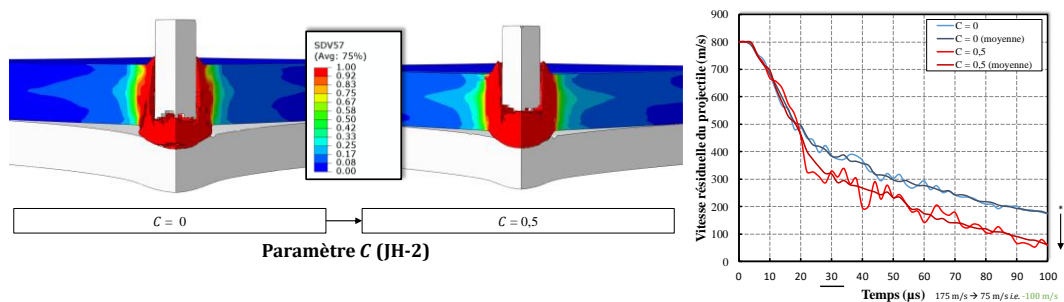 SDV57
(Avg: 75%)
1.00
0.92
0.83
0.75
0.67
0.58
0.50
0.42
0.33
0.25
0.17
0.08
0.00
C = 0
C = 0,5
Paramètre C (JH-2)
Vitesse résiduelle du projectile (m/s)
900
800
700
600
500
400
300
200
100
0
C = 0
C = 0 (moyenne)
C = 0,5
C = 0,5 (moyenne)
*
0 10 20 30 40 50 60 70 80 90 100
Temps (µs)
175 m/s → 75 m/s i.e. -100 m/s